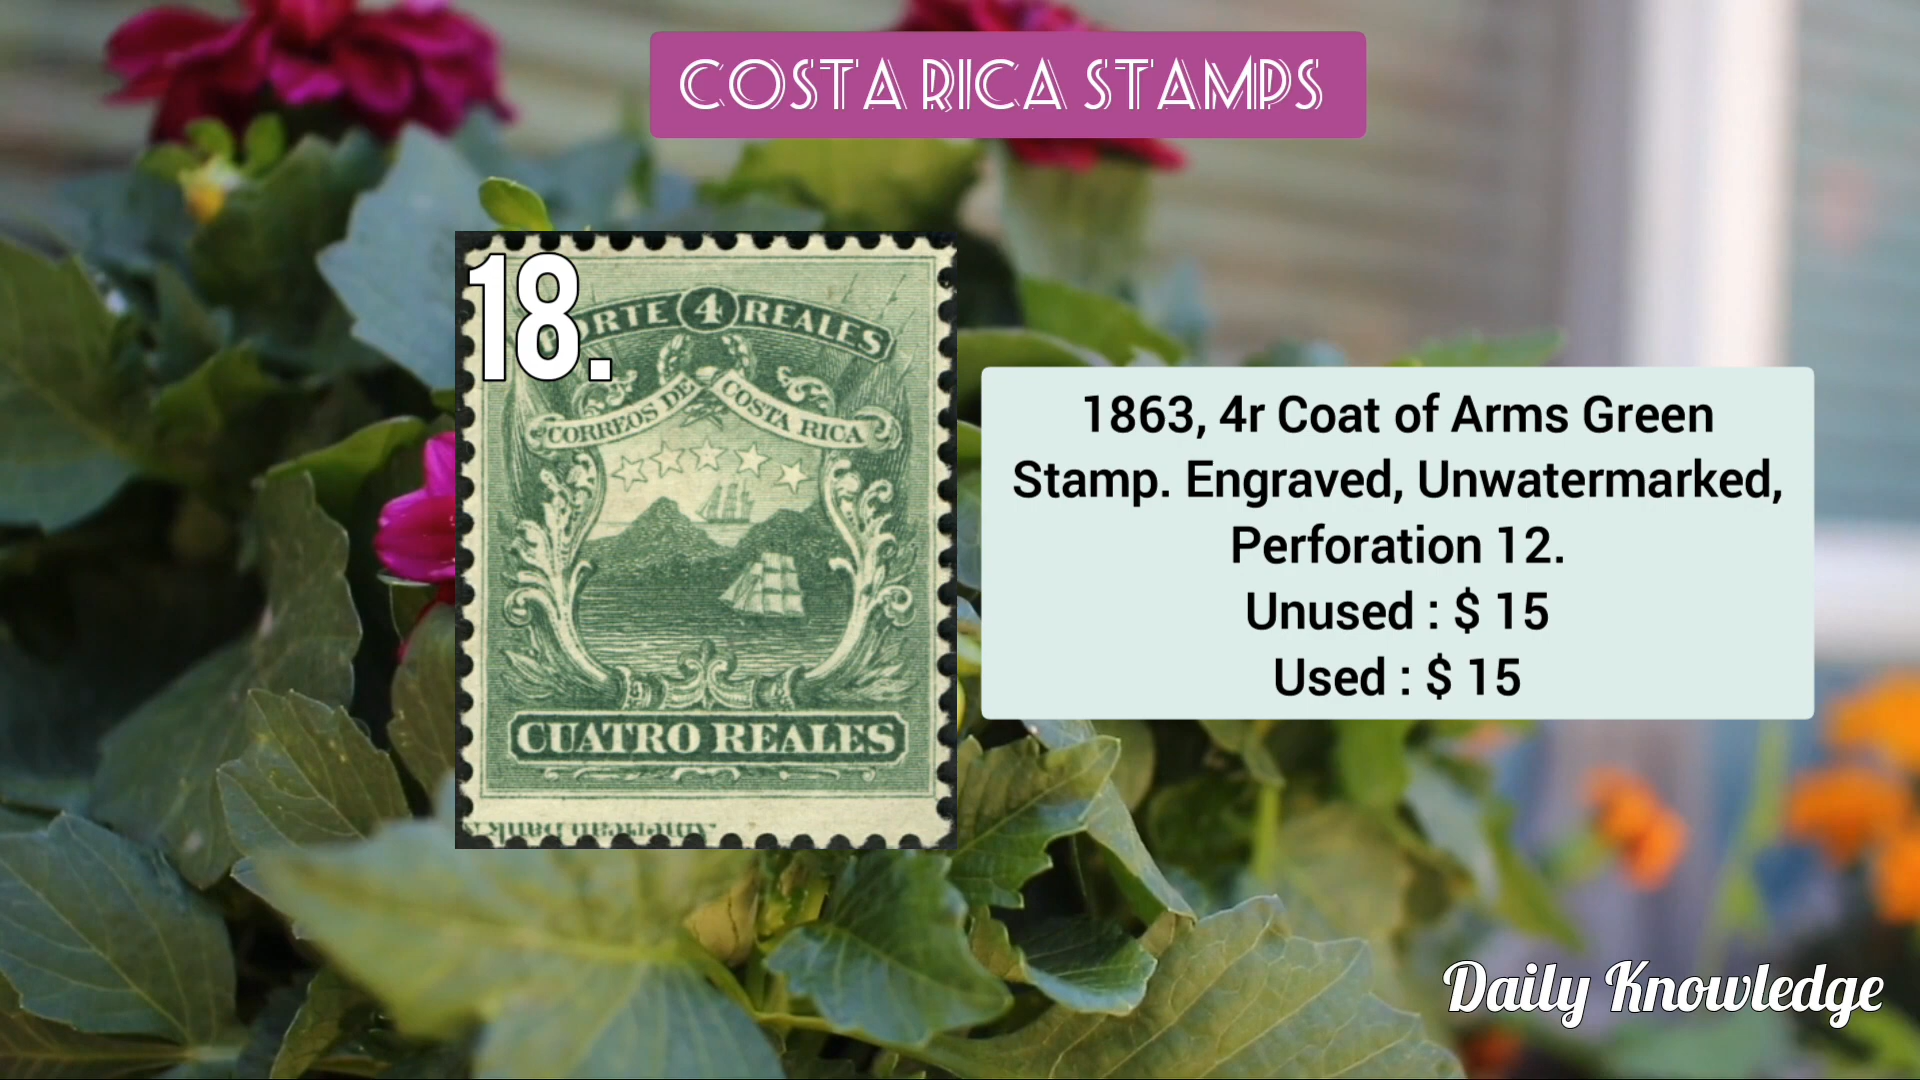 COSTA RICA STAMPS
18.
ORTE 4 REALES
CORREOS DE COSTA RICA
CUATRO REALES
1863, 4r Coat of Arms Green
Stamp. Engraved, Unwatermarked,
Perforation 12.
Unused : $ 15
Used : $ 15
Daily Knowledge